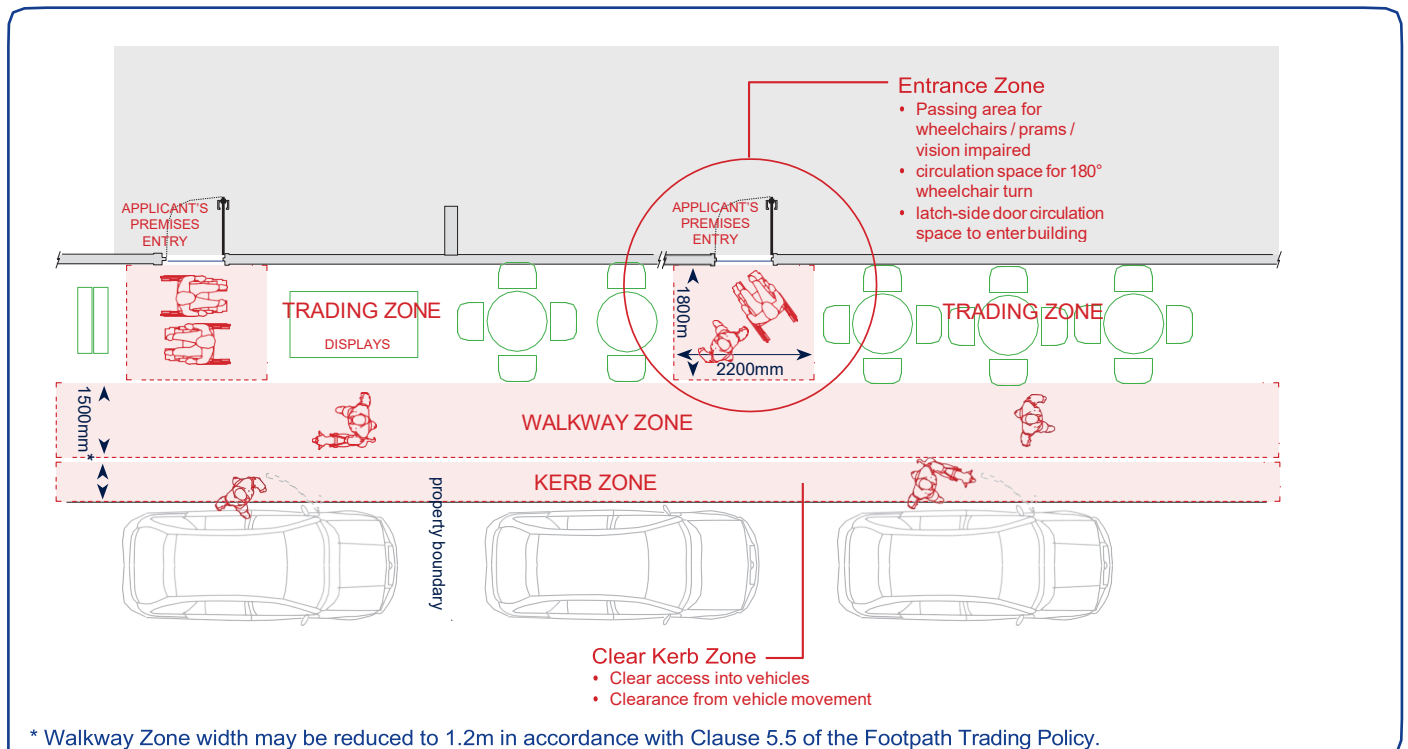 Entrance Zone
• Passing area for
wheelchairs / prams /
vision impaired
• circulation space for 180°
wheelchair turn
• latch-side door circulation
space to enter building
APPLICANT'S
PREMISES
ENTRY
APPLICANT'S
PREMISES
ENTRY
TRADING ZONE
DISPLAYS
1800m
2200mm
TRADING ZONE
1500mm *
WALKWAY ZONE
KERB ZONE
property boundary
Clear Kerb Zone
• Clear access into vehicles
• Clearance from vehicle movement
* Walkway Zone width may be reduced to 1.2m in accordance with Clause 5.5 of the Footpath Trading Policy.